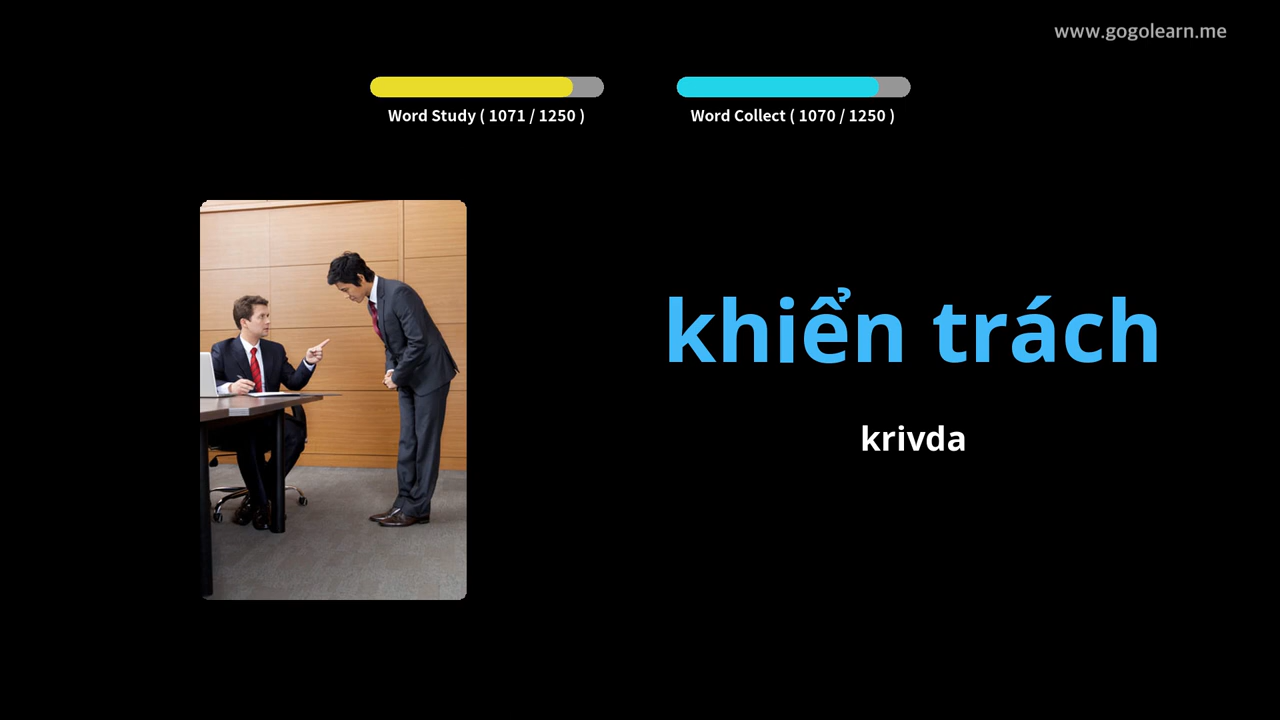 www.gogolearn.me
Word Study ( 1071 / 1250 )
Word Collect ( 1070 / 1250 )
khiển trách
krivda